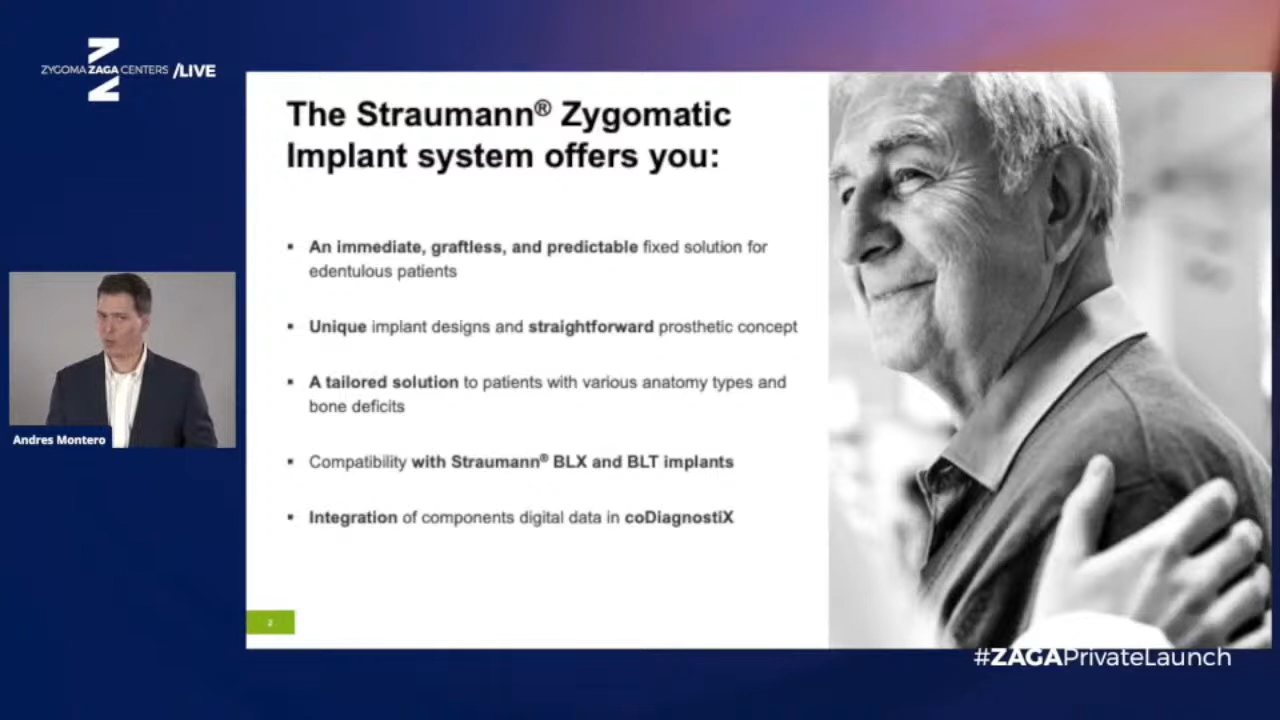 ZYGOMA ZAGA CENTERS /LIVE
The Straumann® Zygomatic
Implant system offers you:
▪ An immediate, graftless, and predictable fixed solution for
edentulous patients
▪ Unique implant designs and straightforward prosthetic concept
▪ A tailored solution to patients with various anatomy types and
bone deficits
▪ Compatibility with Straumann® BLX and BLT implants
▪ Integration of components digital data in coDiagnostiX
2
Andres Montero
#ZAGAPrivateLaunch